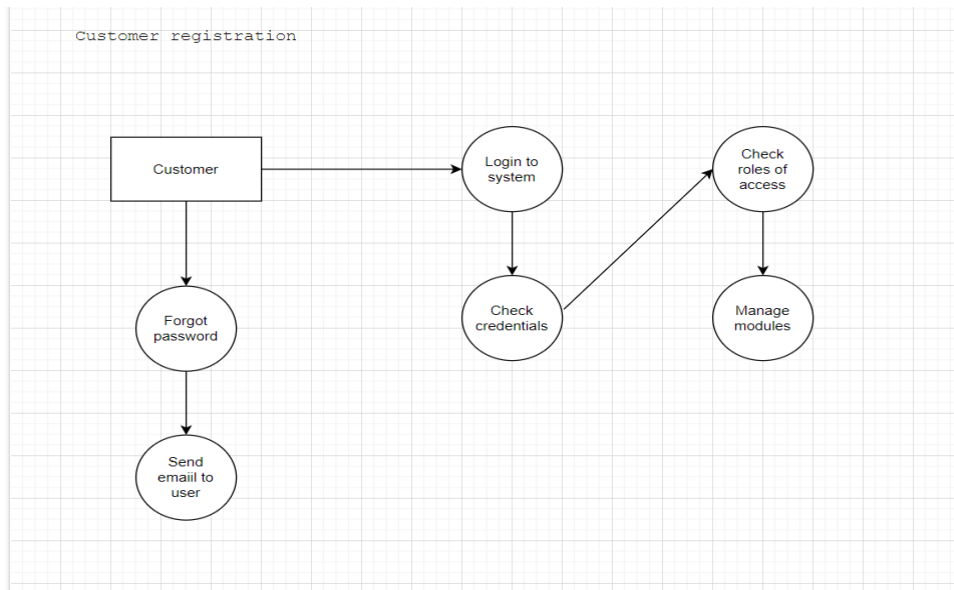 Customer registration
Customer
Login to
system
Check
roles of
access
Forgot
password
Check
credentials
Manage
modules
Send
emaiil to
user